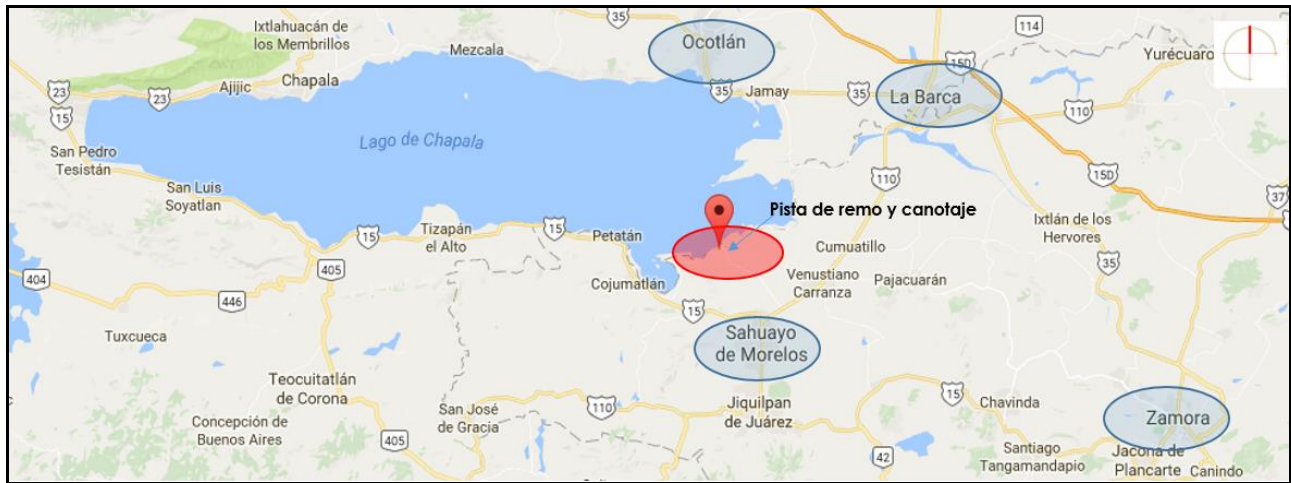 35
Ixtlahuacán de
los Membrillos
Ocotlán
114
Mezcala
15D
Yurécuaro
23
Ajijic
Chapala
23
35
Jamay
35
La Barca
110
15
Lago de Chapala
San Pedro
Tesistán
15D
110
37
San Luis
Soyatlan
Pista de remo y canotaje
15
Tizapán
el Alto
15
Petatán
Cumuatillo
Ixtlán de los
Hervores
35
404
405
Cojumatlán
Venustiano
Carranza
Pajacuarán
446
15
Tuxcueca
Sahuayo
de Morelos
Teocuitatlán
de Corona
San José
de Gracia
110
Jiquilpan
de Juárez
15
Chavinda
Zamora
Concepción de
Buenos Aires
405
42
Santiago
Tangamandapio
Jacona de
Plancarte
Canindo